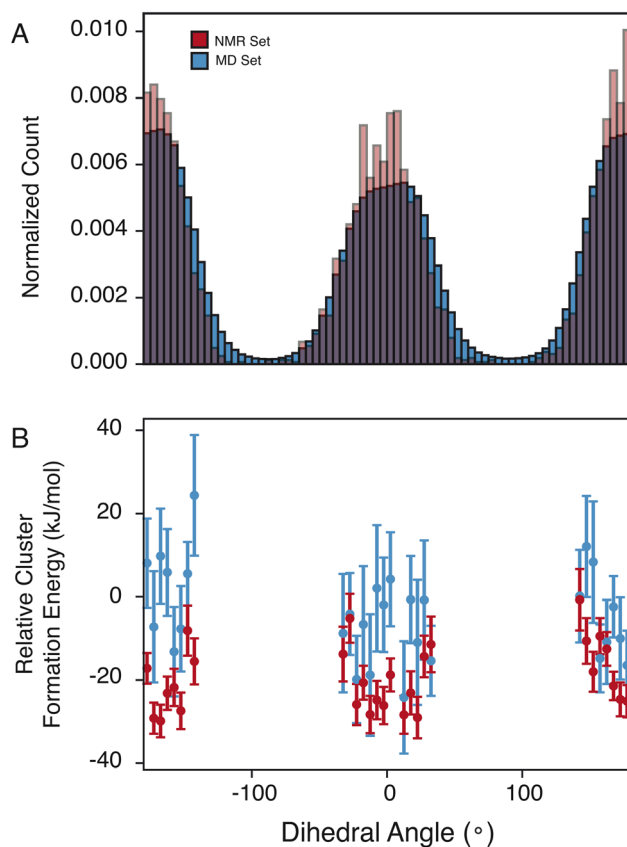 A
0.010
NMR Set
MD Set
0.008
0.006
0.004
0.002
0.000
Normalized Count
B
40
20
0
-20
-40
Relative Cluster
Formation Energy (kJ/mol)
-100
0
100
Dihedral Angle (°)